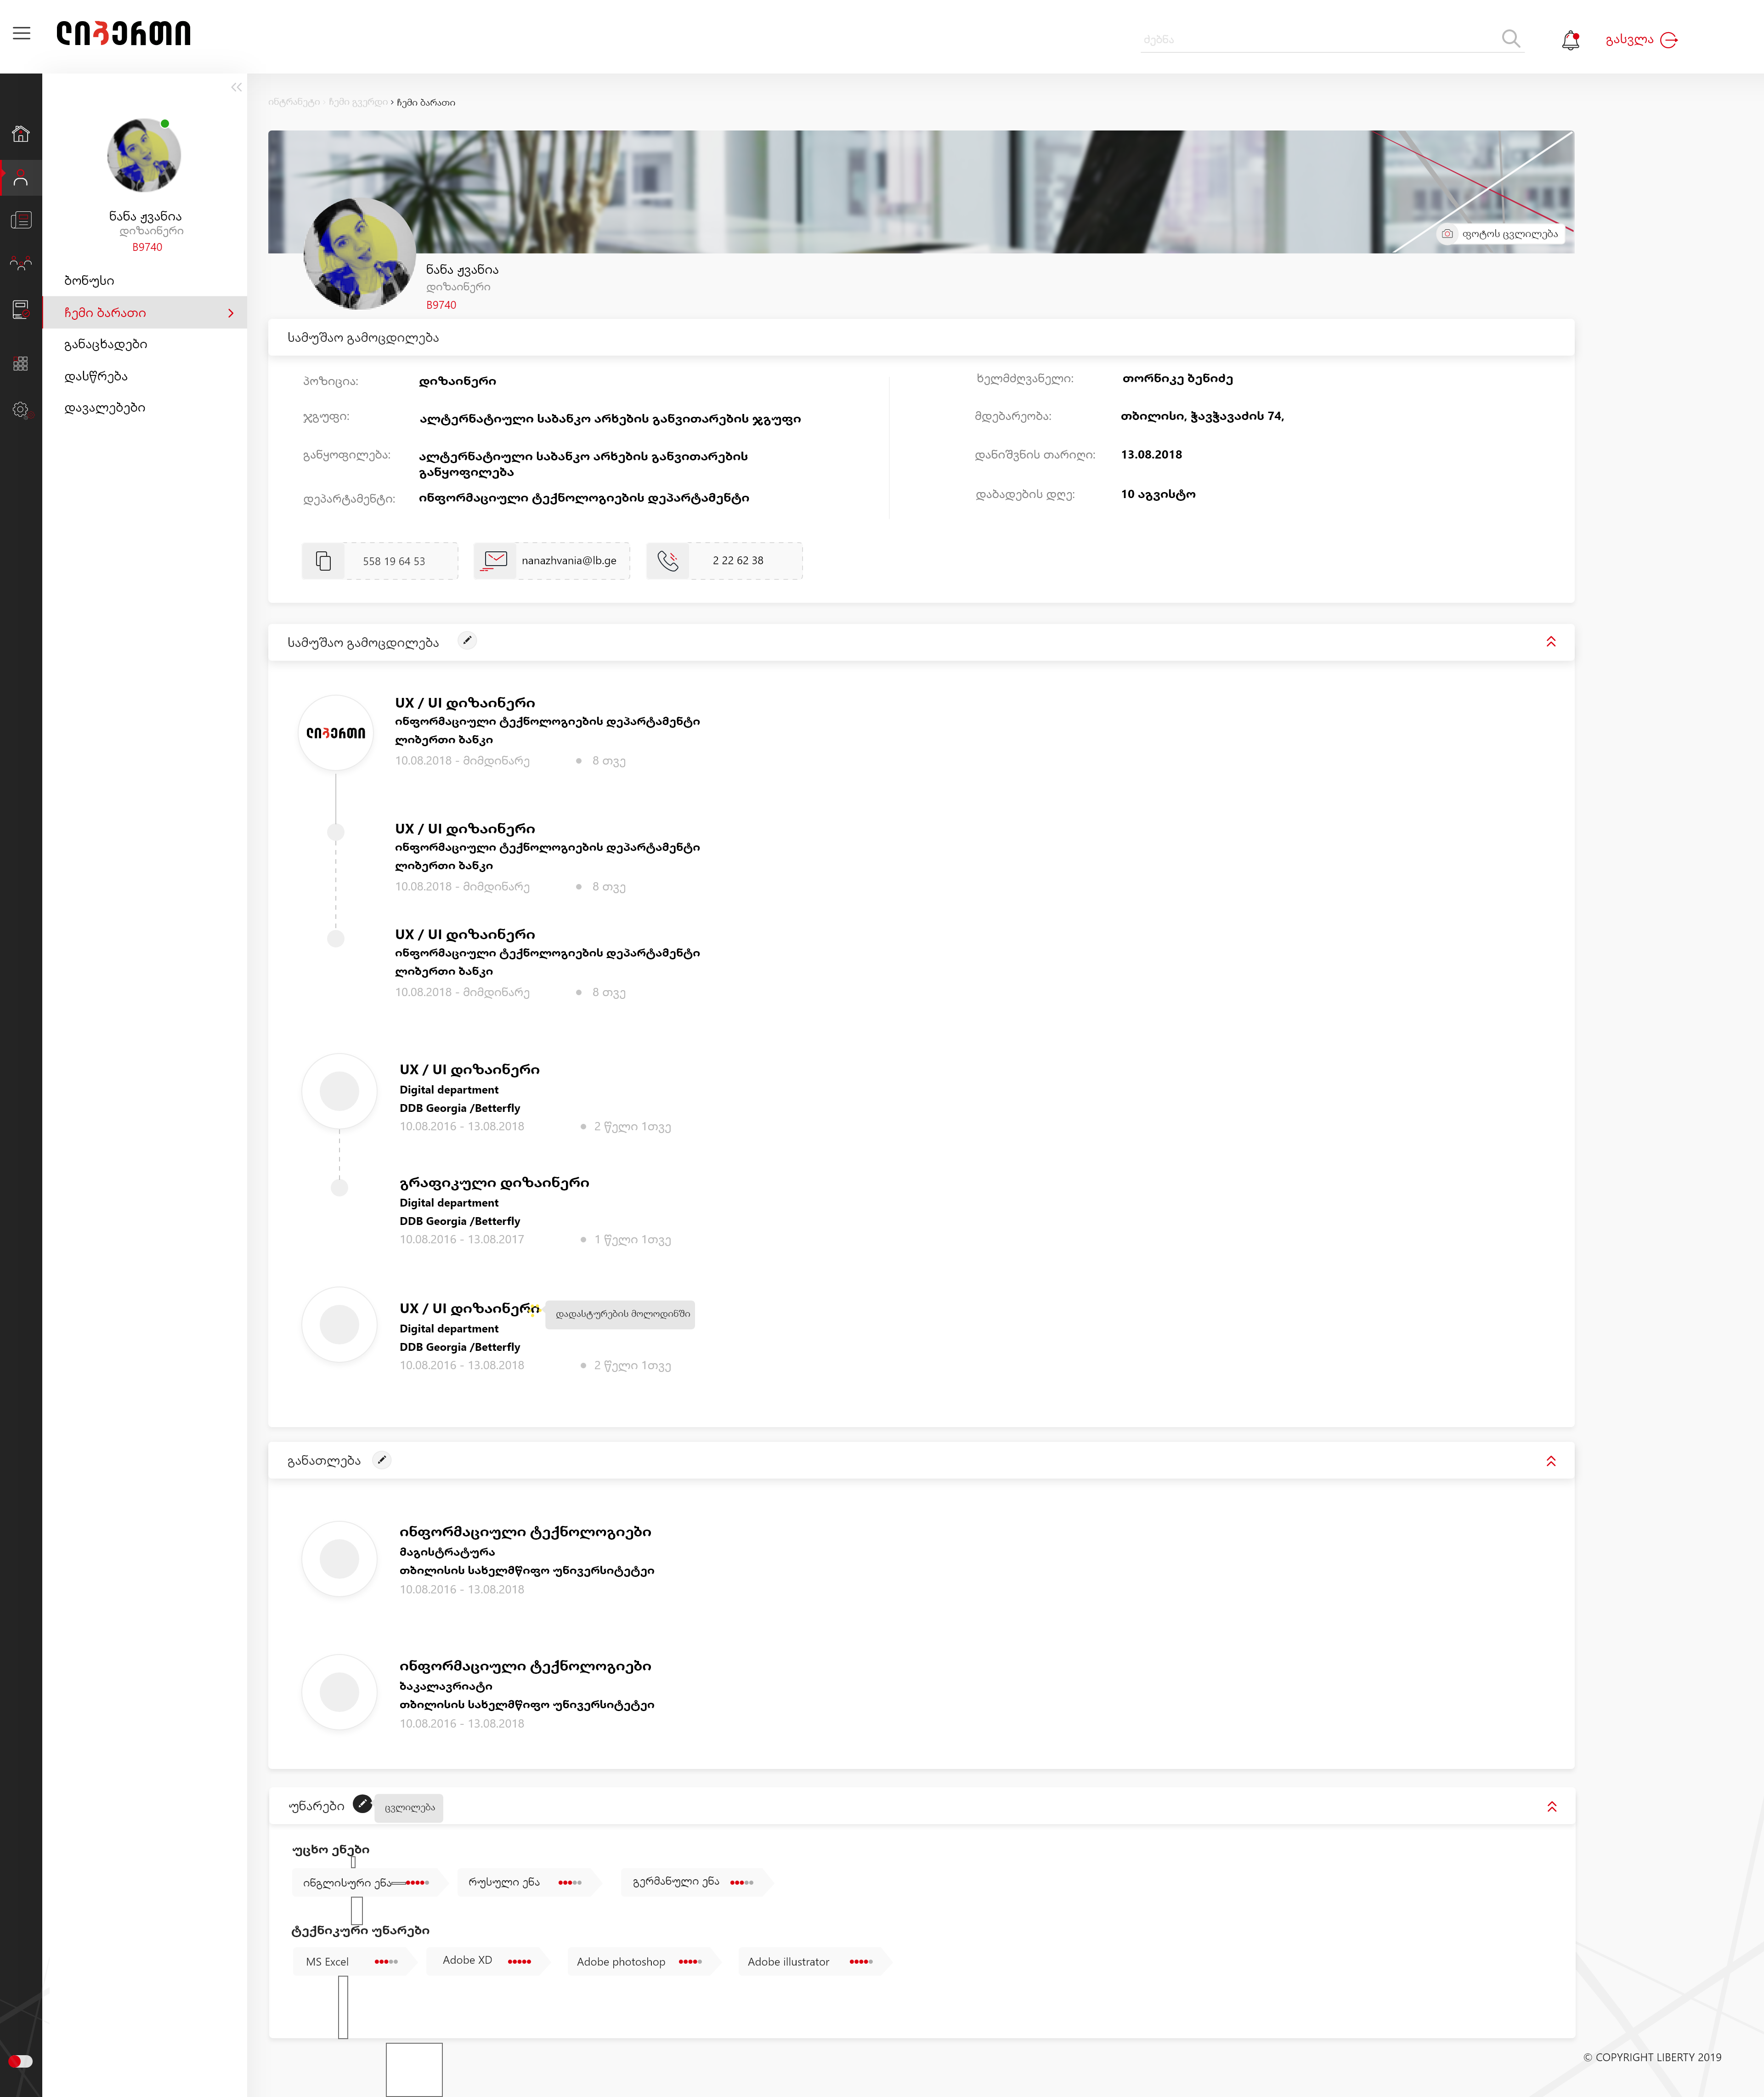 ლიბერთი
ძებნა
გასვლა
ინტრანეტი › ჩემი გვერდი › ჩემი ბარათი
ნანა ჟვანია
დიზაინერი
B9740
ბონუსი
ჩემი ბარათი
განაცხადები
დასწრება
დავალებები
ფოტოს ცვლილება
ნანა ჟვანია
დიზაინერი
B9740
სამუშაო გამოცდილება
პოზიცია: დიზაინერი
ჯგუფი: ალტერნატიული საბანკო არხების განვითარების ჯგუფი
განყოფილება: ალტერნატიული საბანკო არხების განვითარების
განყოფილება
დეპარტამენტი: ინფორმაციული ტექნოლოგიების დეპარტამენტი
ხელმძღვანელი: თორნიკე ბენიძე
მდებარეობა: თბილისი, ჭავჭავაძის 74,
დანიშვნის თარიღი: 13.08.2018
დაბადების დღე: 10 აგვისტო
558 19 64 53
nanazhvania@lb.ge
2 22 62 38
სამუშაო გამოცდილება
ლიბერთი
UX / UI დიზაინერი
ინფორმაციული ტექნოლოგიების დეპარტამენტი
ლიბერთი ბანკი
10.08.2018 - მიმდინარე ● 8 თვე
UX / UI დიზაინერი
ინფორმაციული ტექნოლოგიების დეპარტამენტი
ლიბერთი ბანკი
10.08.2018 - მიმდინარე ● 8 თვე
UX / UI დიზაინერი
ინფორმაციული ტექნოლოგიების დეპარტამენტი
ლიბერთი ბანკი
10.08.2018 - მიმდინარე ● 8 თვე
UX / UI დიზაინერი
Digital department
DDB Georgia /Betterfly
10.08.2016 - 13.08.2018 ● 2 წელი 1თვე
გრაფიკული დიზაინერი
Digital department
DDB Georgia /Betterfly
10.08.2016 - 13.08.2017 ● 1 წელი 1თვე
UX / UI დიზაინერი დადასტურების მოლოდინში
Digital department
DDB Georgia /Betterfly
10.08.2016 - 13.08.2018 ● 2 წელი 1თვე
განათლება
ინფორმაციული ტექნოლოგიები
მაგისტრატურა
თბილისის სახელმწიფო უნივერსიტეტეი
10.08.2016 - 13.08.2018
ინფორმაციული ტექნოლოგიები
ბაკალავრიატი
თბილისის სახელმწიფო უნივერსიტეტეი
10.08.2016 - 13.08.2018
უნარები ცვლილება
უცხო ენები
ინგლისური ენა რუსული ენა გერმანული ენა
ტექნიკური უნარები
MS Excel Adobe XD Adobe photoshop Adobe illustrator
© COPYRIGHT LIBERTY 2019